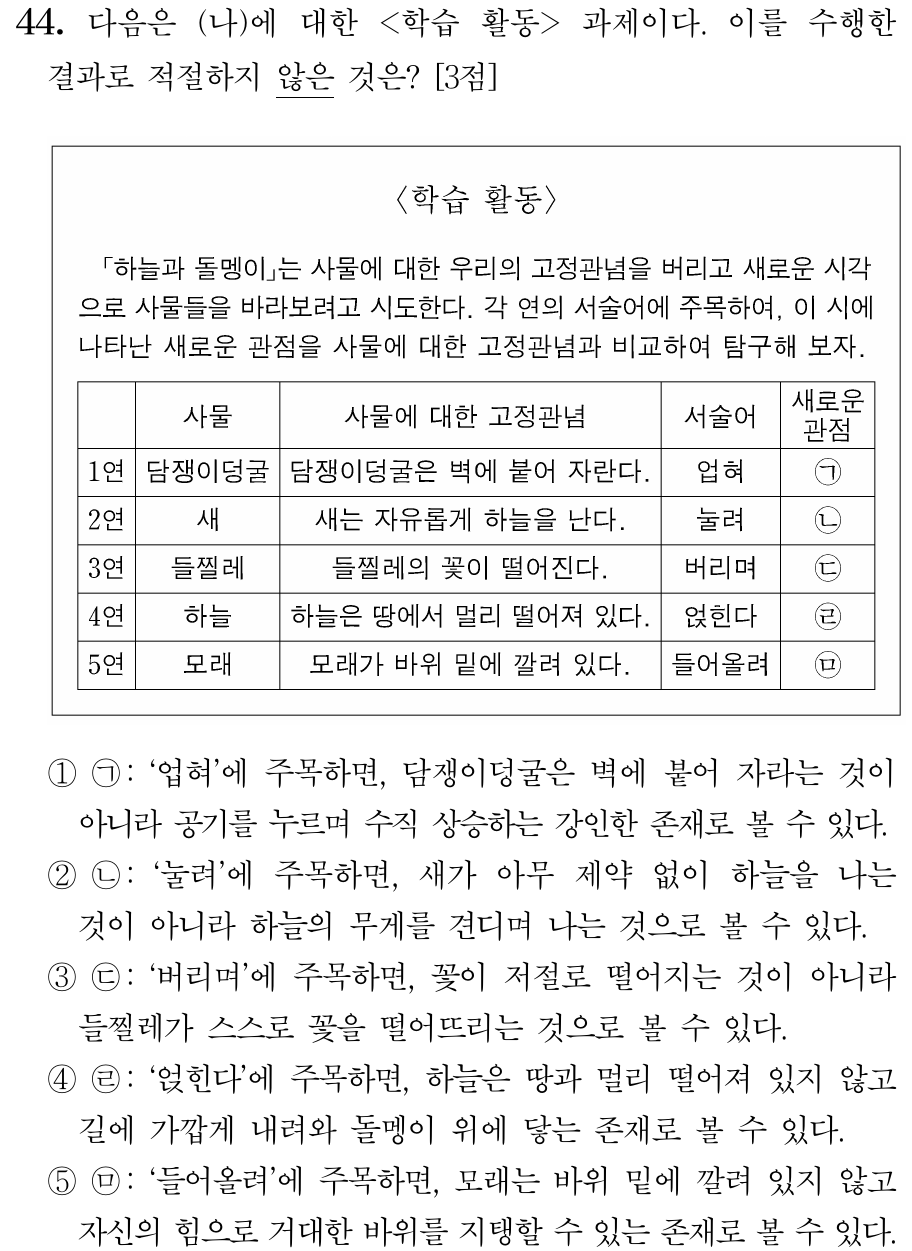 44. 다음은 (나)에 대한 <학습 활동> 과제이다. 이를 수행한
결과로 적절하지 않은 것은? [3점]
〈학습 활동〉
「하늘과 돌멩이」는 사물에 대한 우리의 고정관념을 버리고 새로운 시각
으로 사물들을 바라보려고 시도한다. 각 연의 서술어에 주목하여, 이 시에
나타난 새로운 관점을 사물에 대한 고정관념과 비교하여 탐구해 보자.
사물 사물에 대한 고정관념 서술어 새로운 관점
1연 담쟁이덩굴 담쟁이덩굴은 벽에 붙어 자란다. 업혀 ㉠
2연 새 새는 자유롭게 하늘을 난다. 눌려 ㉡
3연 들찔레 들찔레의 꽃이 떨어진다. 버리며 ㉢
4연 하늘 하늘은 땅에서 멀리 떨어져 있다. 얹힌다 ㉣
5연 모래 모래가 바위 밑에 깔려 있다. 들어올려 ㉤
① ㉠: ‘업혀’에 주목하면, 담쟁이덩굴은 벽에 붙어 자라는 것이
아니라 공기를 누르며 수직 상승하는 강인한 존재로 볼 수 있다.
② ㉡: ‘눌려’에 주목하면, 새가 아무 제약 없이 하늘을 나는
것이 아니라 하늘의 무게를 견디며 나는 것으로 볼 수 있다.
③ ㉢: ‘버리며’에 주목하면, 꽃이 저절로 떨어지는 것이 아니라
들찔레가 스스로 꽃을 떨어뜨리는 것으로 볼 수 있다.
④ ㉣: ‘얹힌다’에 주목하면, 하늘은 땅과 멀리 떨어져 있지 않고
길에 가깝게 내려와 돌멩이 위에 닿는 존재로 볼 수 있다.
⑤ ㉤: ‘들어올려’에 주목하면, 모래는 바위 밑에 깔려 있지 않고
자신의 힘으로 거대한 바위를 지탱할 수 있는 존재로 볼 수 있다.